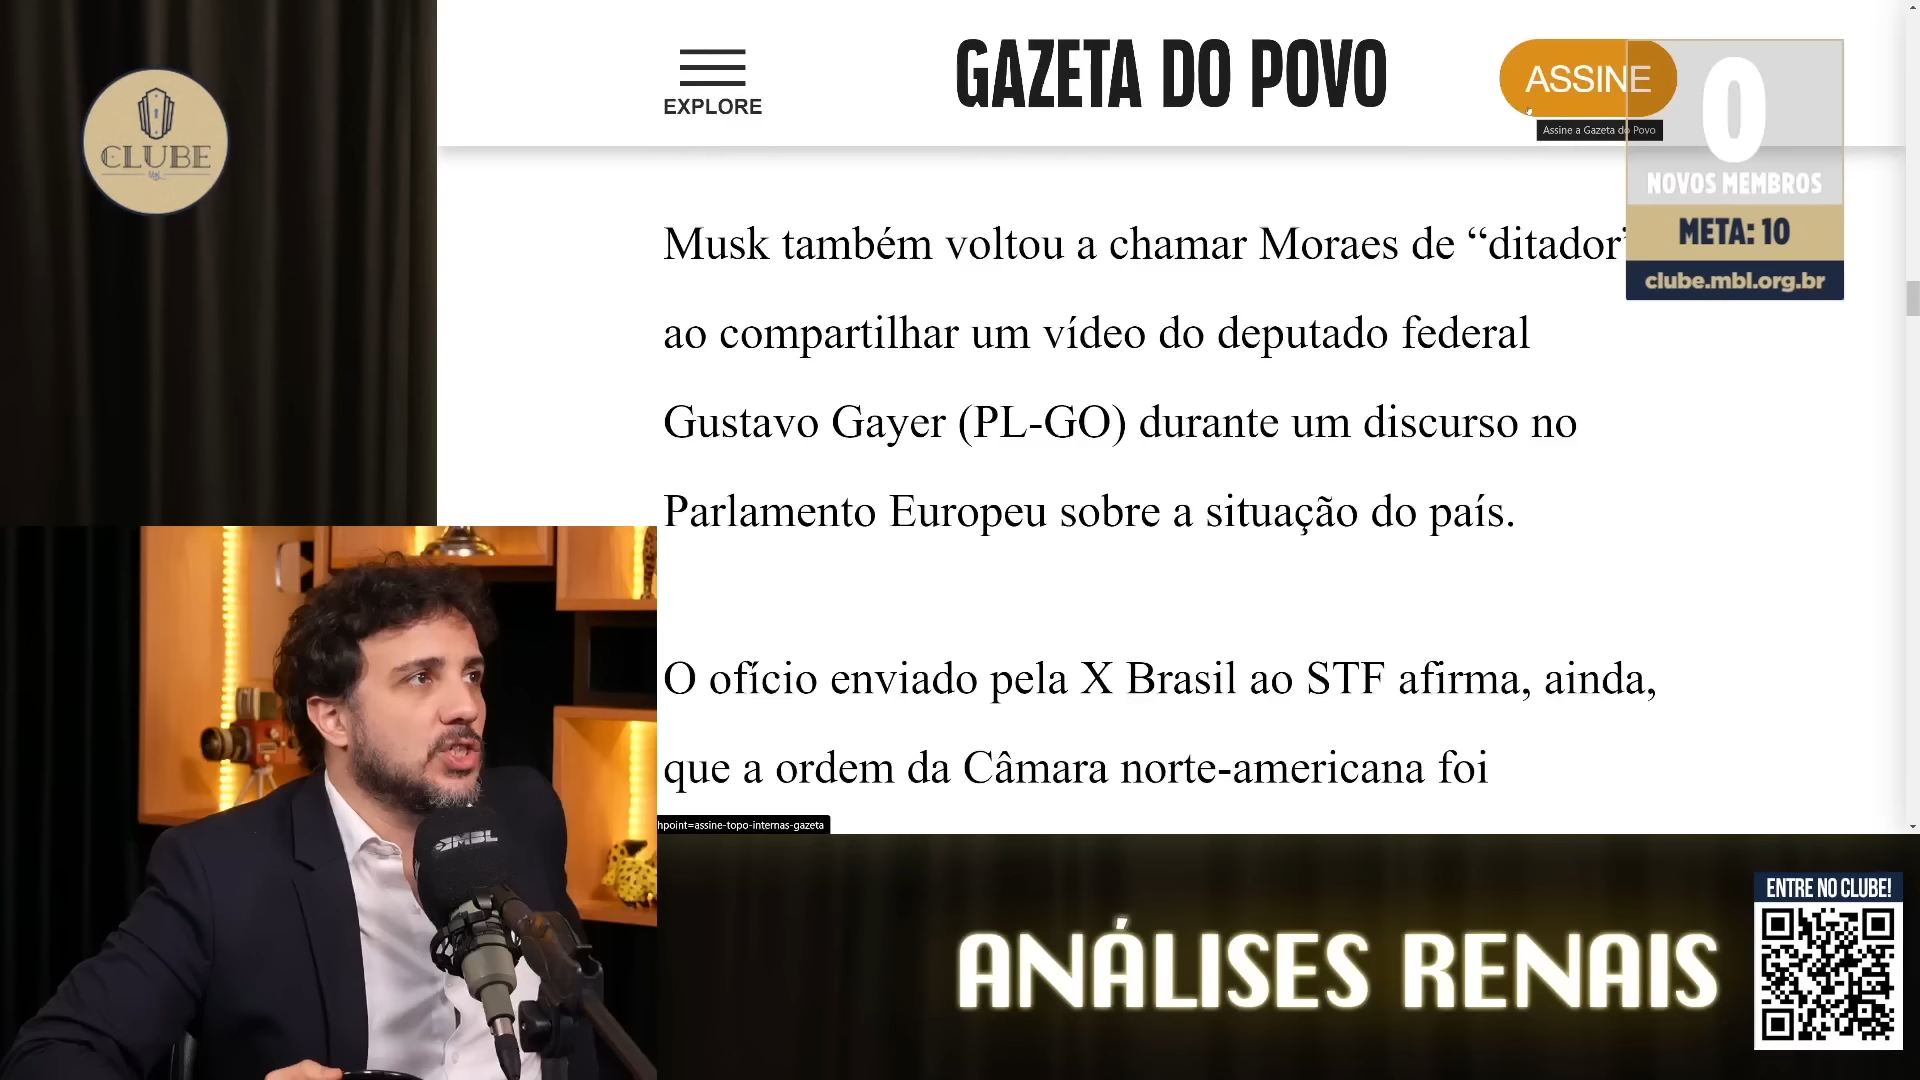 CLUBE
MBL
EXPLORE
GAZETA DO POVO
ASSINE
Assine a Gazeta do Povo
0
NOVOS MEMBROS
META: 10
clube.mbl.org.br
Musk também voltou a chamar Moraes de “ditador”
ao compartilhar um vídeo do deputado federal
Gustavo Gayer (PL-GO) durante um discurso no
Parlamento Europeu sobre a situação do país.
O ofício enviado pela X Brasil ao STF afirma, ainda,
que a ordem da Câmara norte-americana foi
hpoint=assine-topo-internas-gazeta
MBL
ANÁLISES RENAIS
ENTRE NO CLUBE!